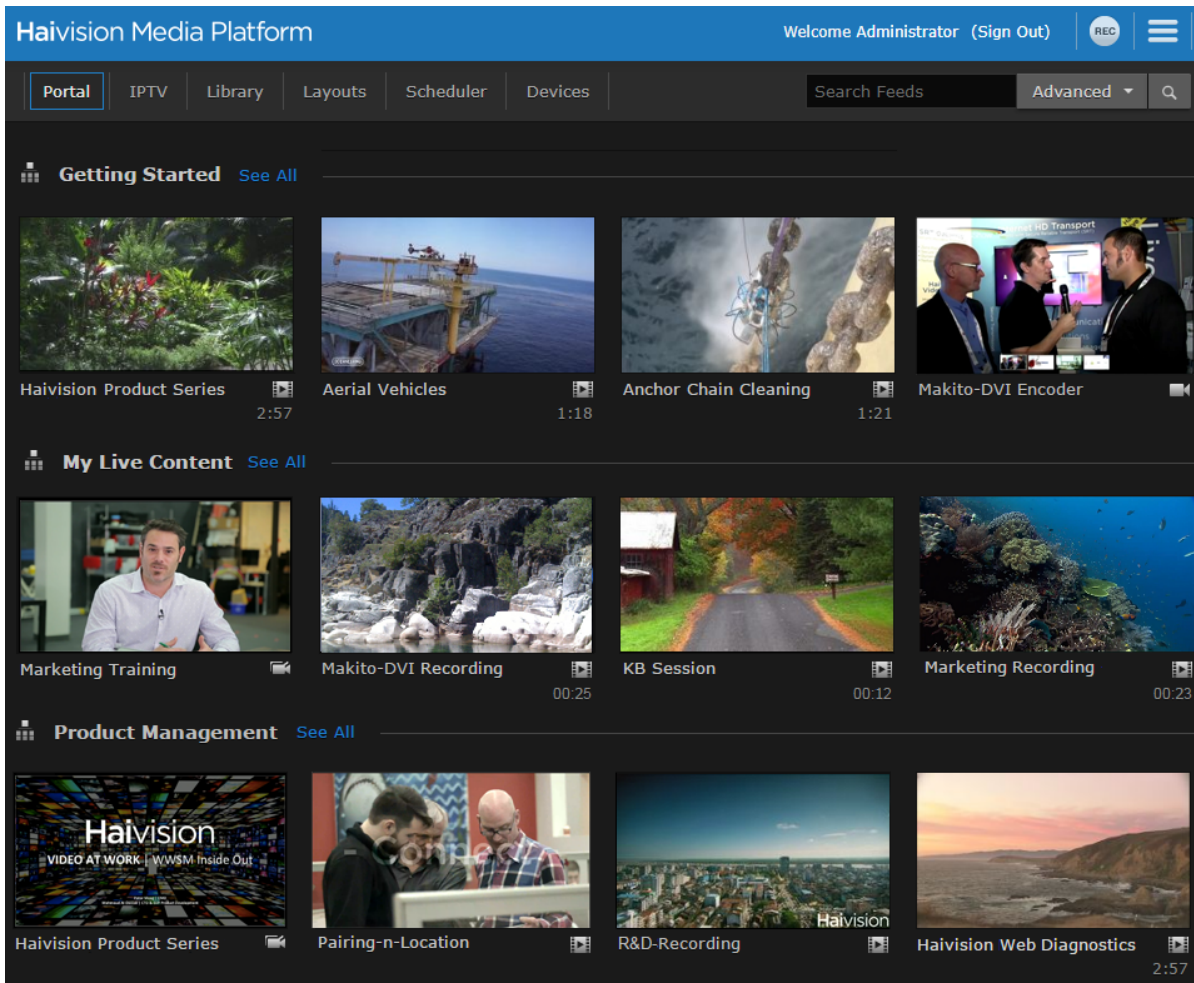 Haivision Media Platform
Welcome Administrator (Sign Out)
REC
Portal
IPTV
Library
Layouts
Scheduler
Devices
Search Feeds
Advanced
Getting Started See All
Internet HD Transport
Haivision Product Series
2:57
Aerial Vehicles
1:18
Anchor Chain Cleaning
1:21
Makito-DVI Encoder
My Live Content See All
Marketing Training
Makito-DVI Recording
00:25
KB Session
00:12
Marketing Recording
00:23
Product Management See All
Haivision
VIDEO AT WORK | WWSM Inside Out
Connect
Haivision
Haivision Product Series
Pairing-n-Location
R&D-Recording
Haivision Web Diagnostics
2:57